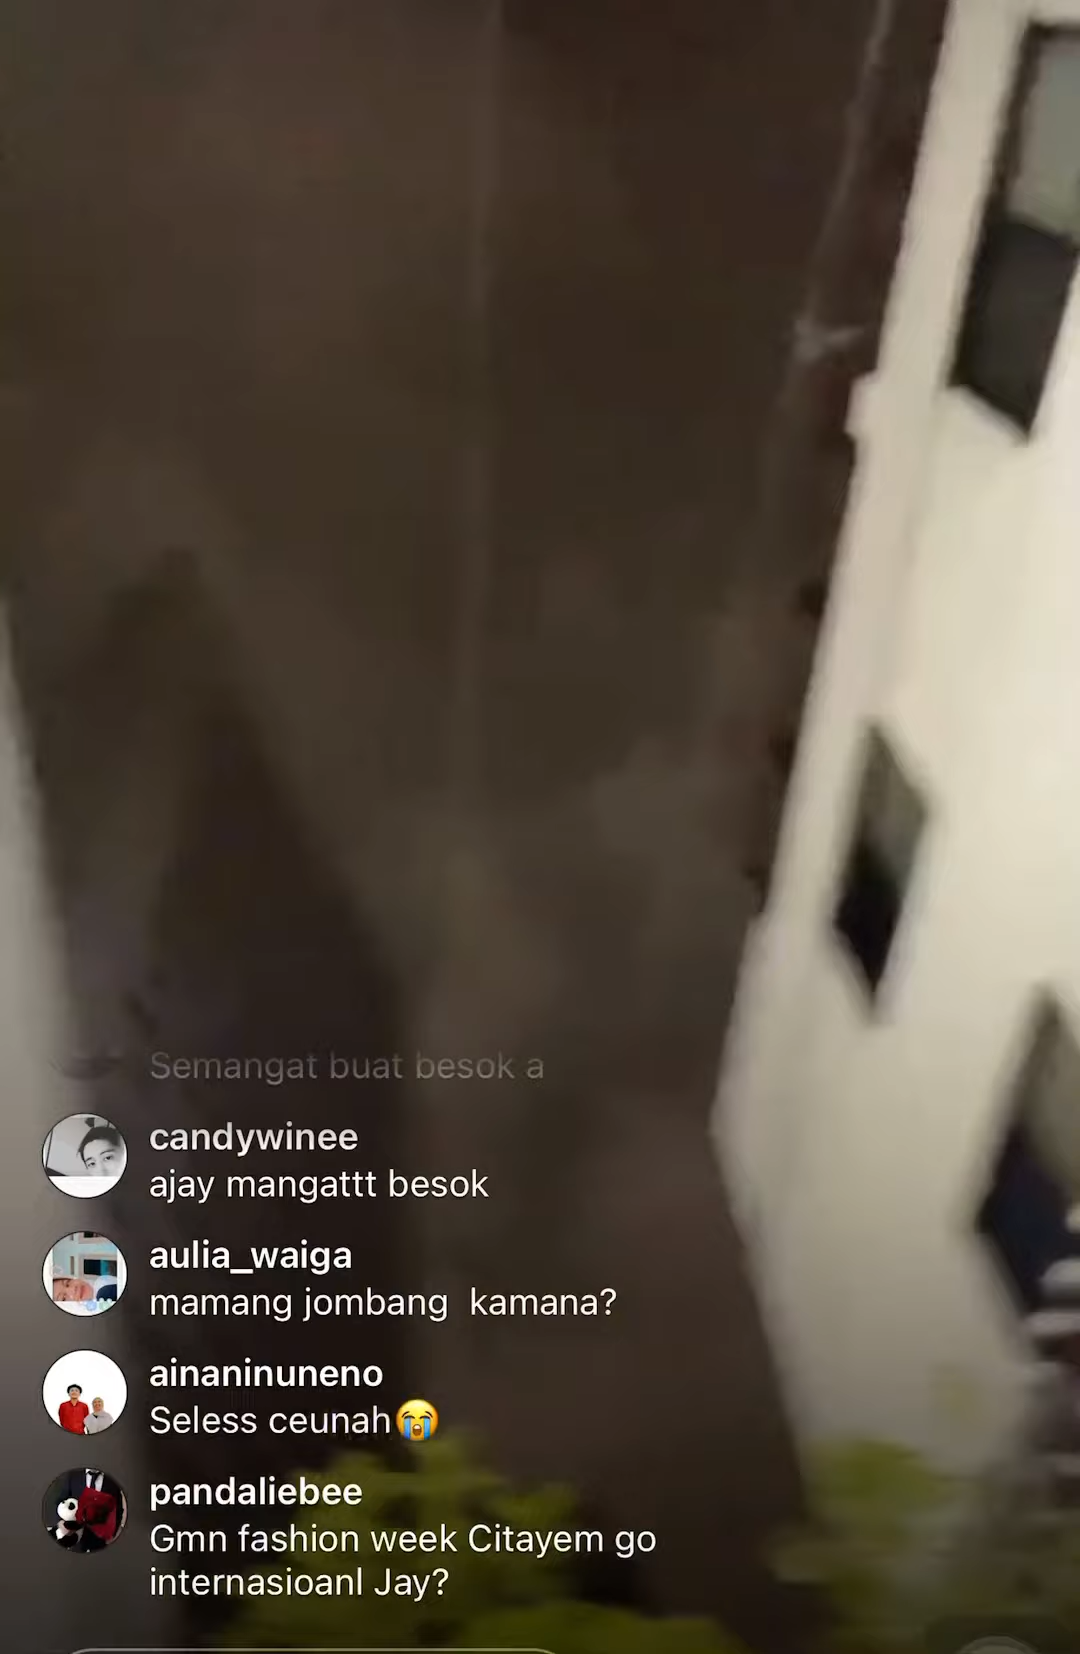 Semangat buat besok a
candywinee
ajay mangattt besok
aulia_waiga
mamang jombang kamana?
ainaninuneno
Seless ceunah😭
pandaliebee
Gmn fashion week Citayem go
internasioanl Jay?